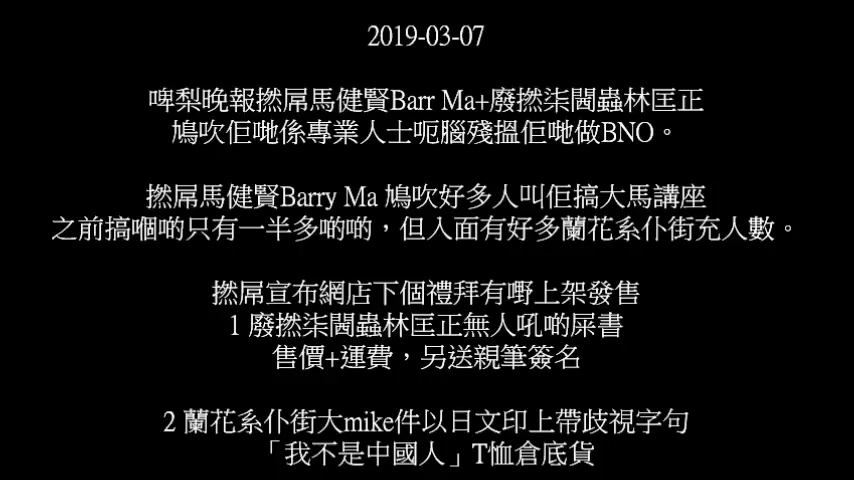 2019-03-07
啤梨晚報撚屌馬健賢Barr Ma+廢撚柒閪蟲林匡正
鳩吹佢哋係專業人士呃腦殘搵佢哋做BNO。
撚屌馬健賢Barry Ma 鳩吹好多人叫佢搞大馬講座
之前搞嗰啲只有一半多啲啲，但入面有好多蘭花系仆街充人數。
撚屌宣布網店下個禮拜有嘢上架發售
1 廢撚柒閪蟲林匡正無人吼啲屎書
售價+運費，另送親筆簽名
2 蘭花系仆街大mike件以日文印上帶歧視字句
「我不是中國人」T恤倉底貨